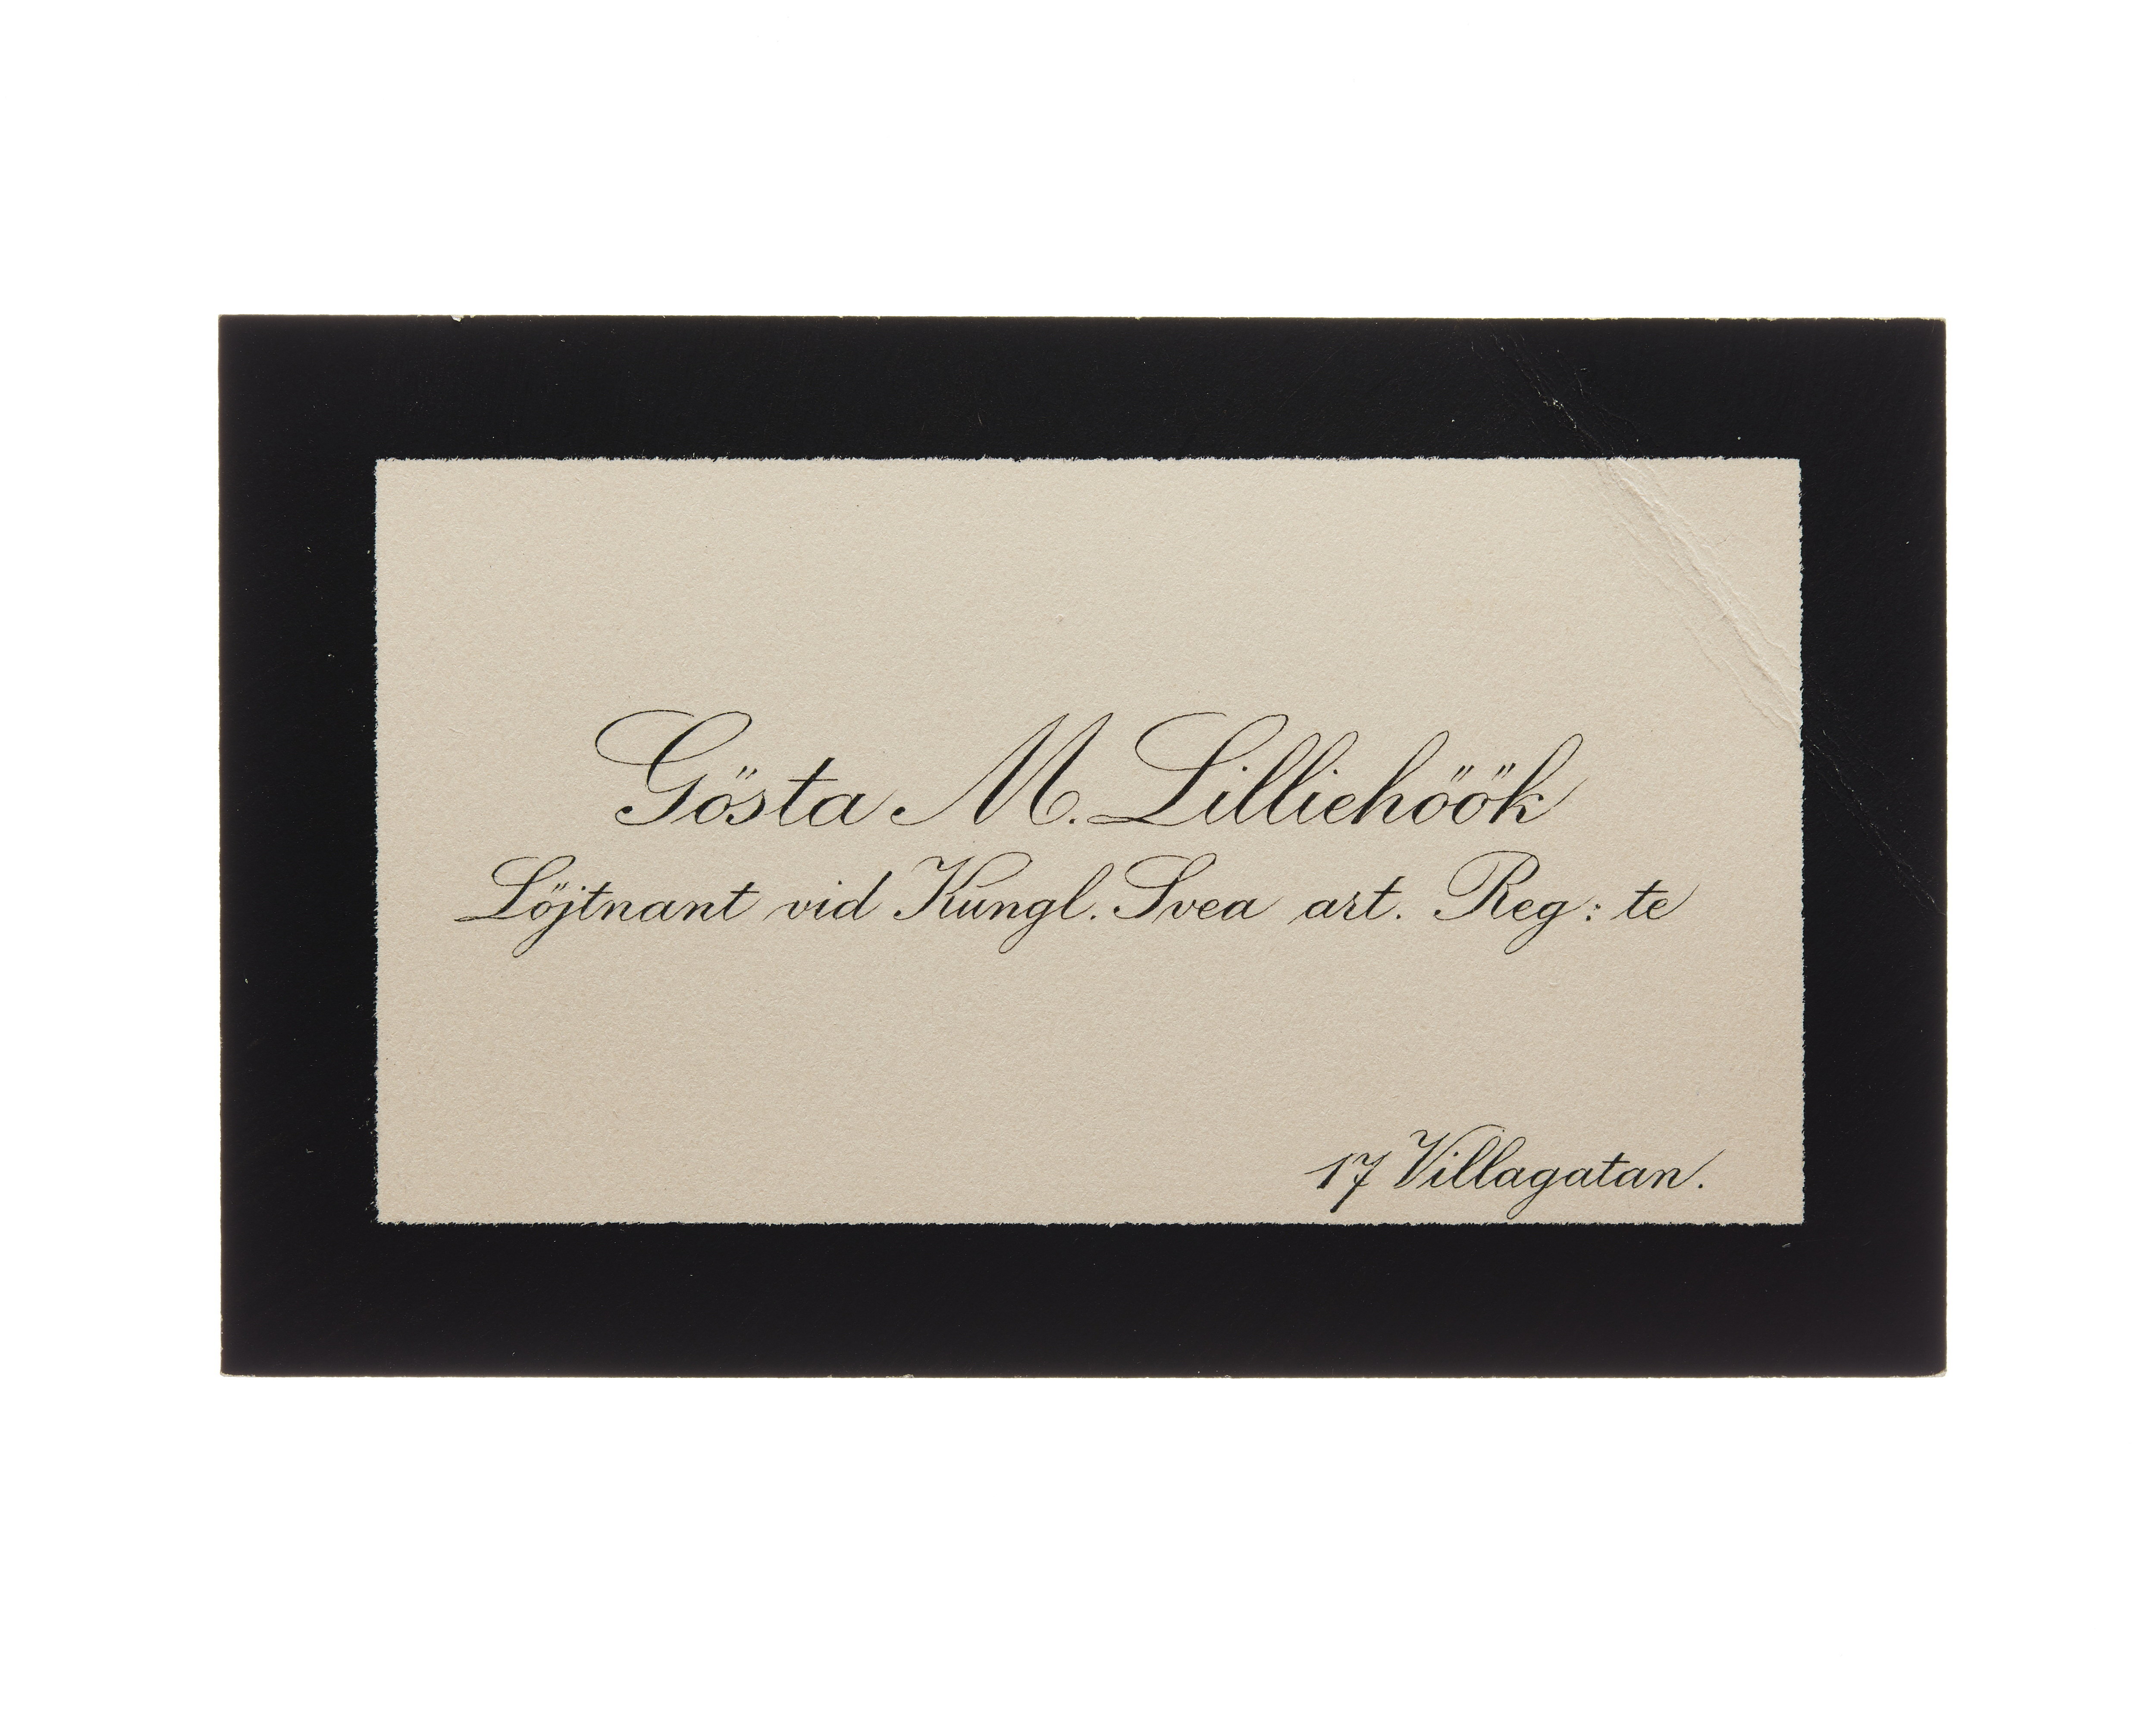 Gösta M. Lilliehöök
Löjtnant vid Kungl. Svea art. Reg:te
17 Villagatan.